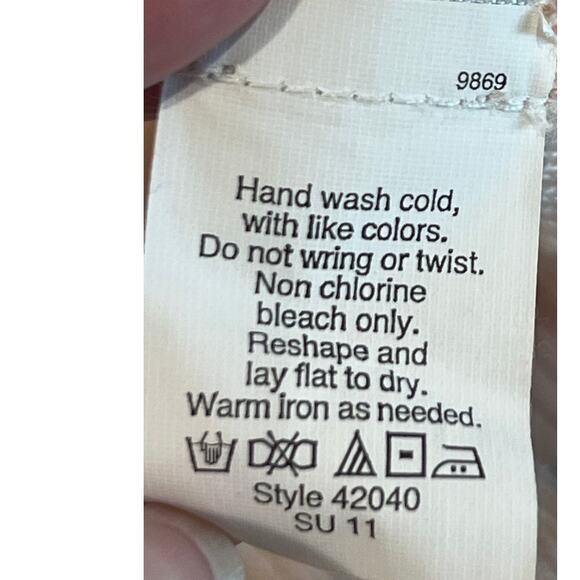 9869
Hand wash cold,
with like colors.
Do not wring or twist.
Non chlorine
bleach only.
Reshape and
lay flat to dry.
Warm iron as needed.
Style 42040
SU 11